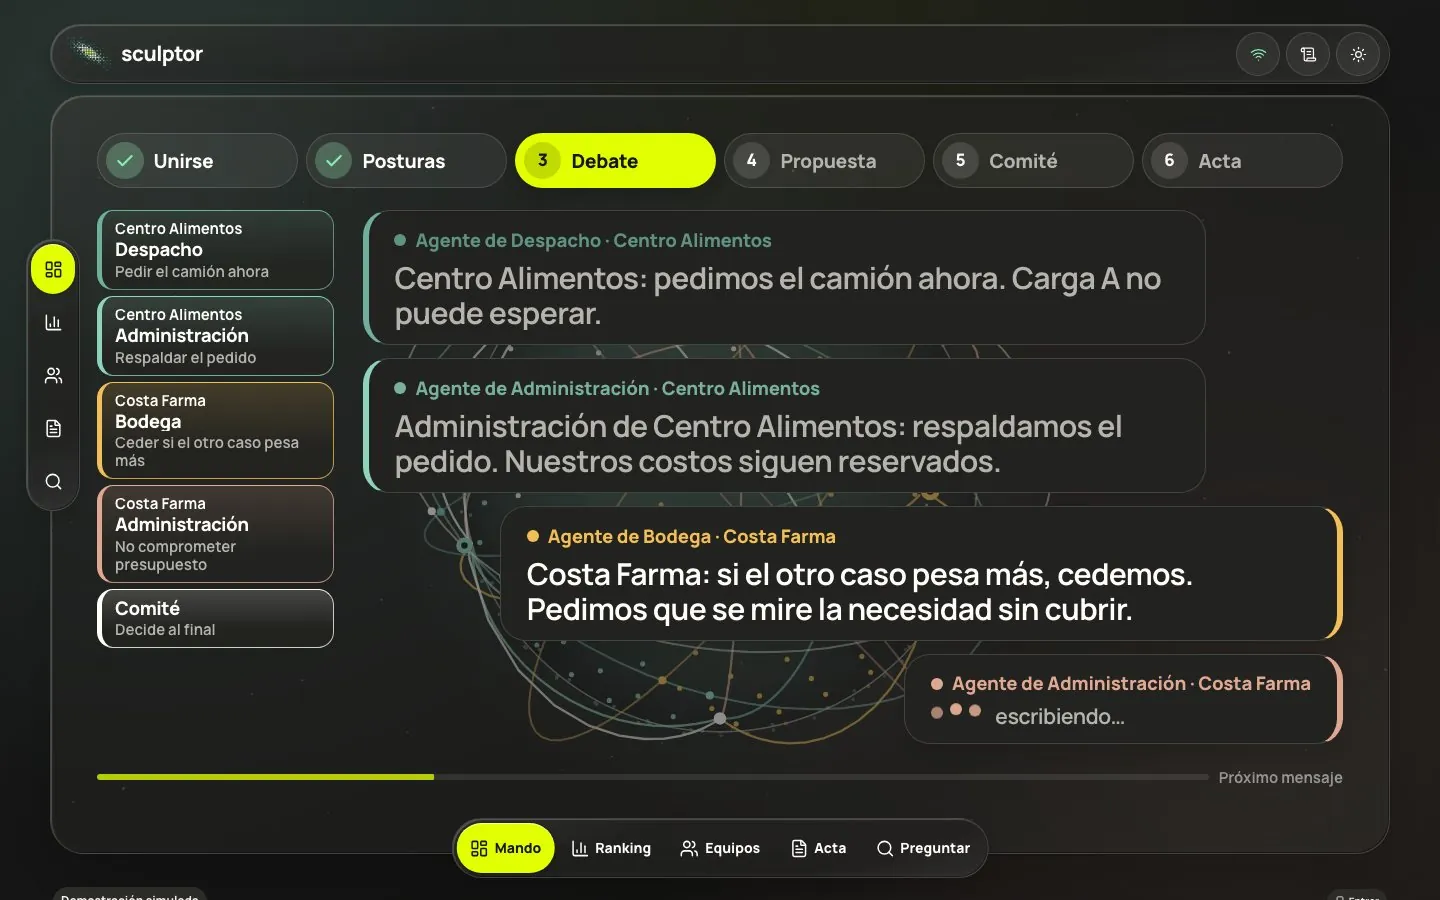 sculptor
Unirse
Posturas
3 Debate
4 Propuesta
5 Comité
6 Acta
Centro Alimentos
Despacho
Pedir el camión ahora
Centro Alimentos
Administración
Respaldar el pedido
Costa Farma
Bodega
Ceder si el otro caso pesa
más
Costa Farma
Administración
No comprometer
presupuesto
Comité
Decide al final
Agente de Despacho · Centro Alimentos
Centro Alimentos: pedimos el camión ahora. Carga A no
puede esperar.
Agente de Administración · Centro Alimentos
Administración de Centro Alimentos: respaldamos el
pedido. Nuestros costos siguen reservados.
Agente de Bodega · Costa Farma
Costa Farma: si el otro caso pesa más, cedemos.
Pedimos que se mire la necesidad sin cubrir.
Agente de Administración · Costa Farma
escribiendo...
Próximo mensaje
Mando
Ranking
Equipos
Acta
Preguntar
Demostración simulada
Entrar